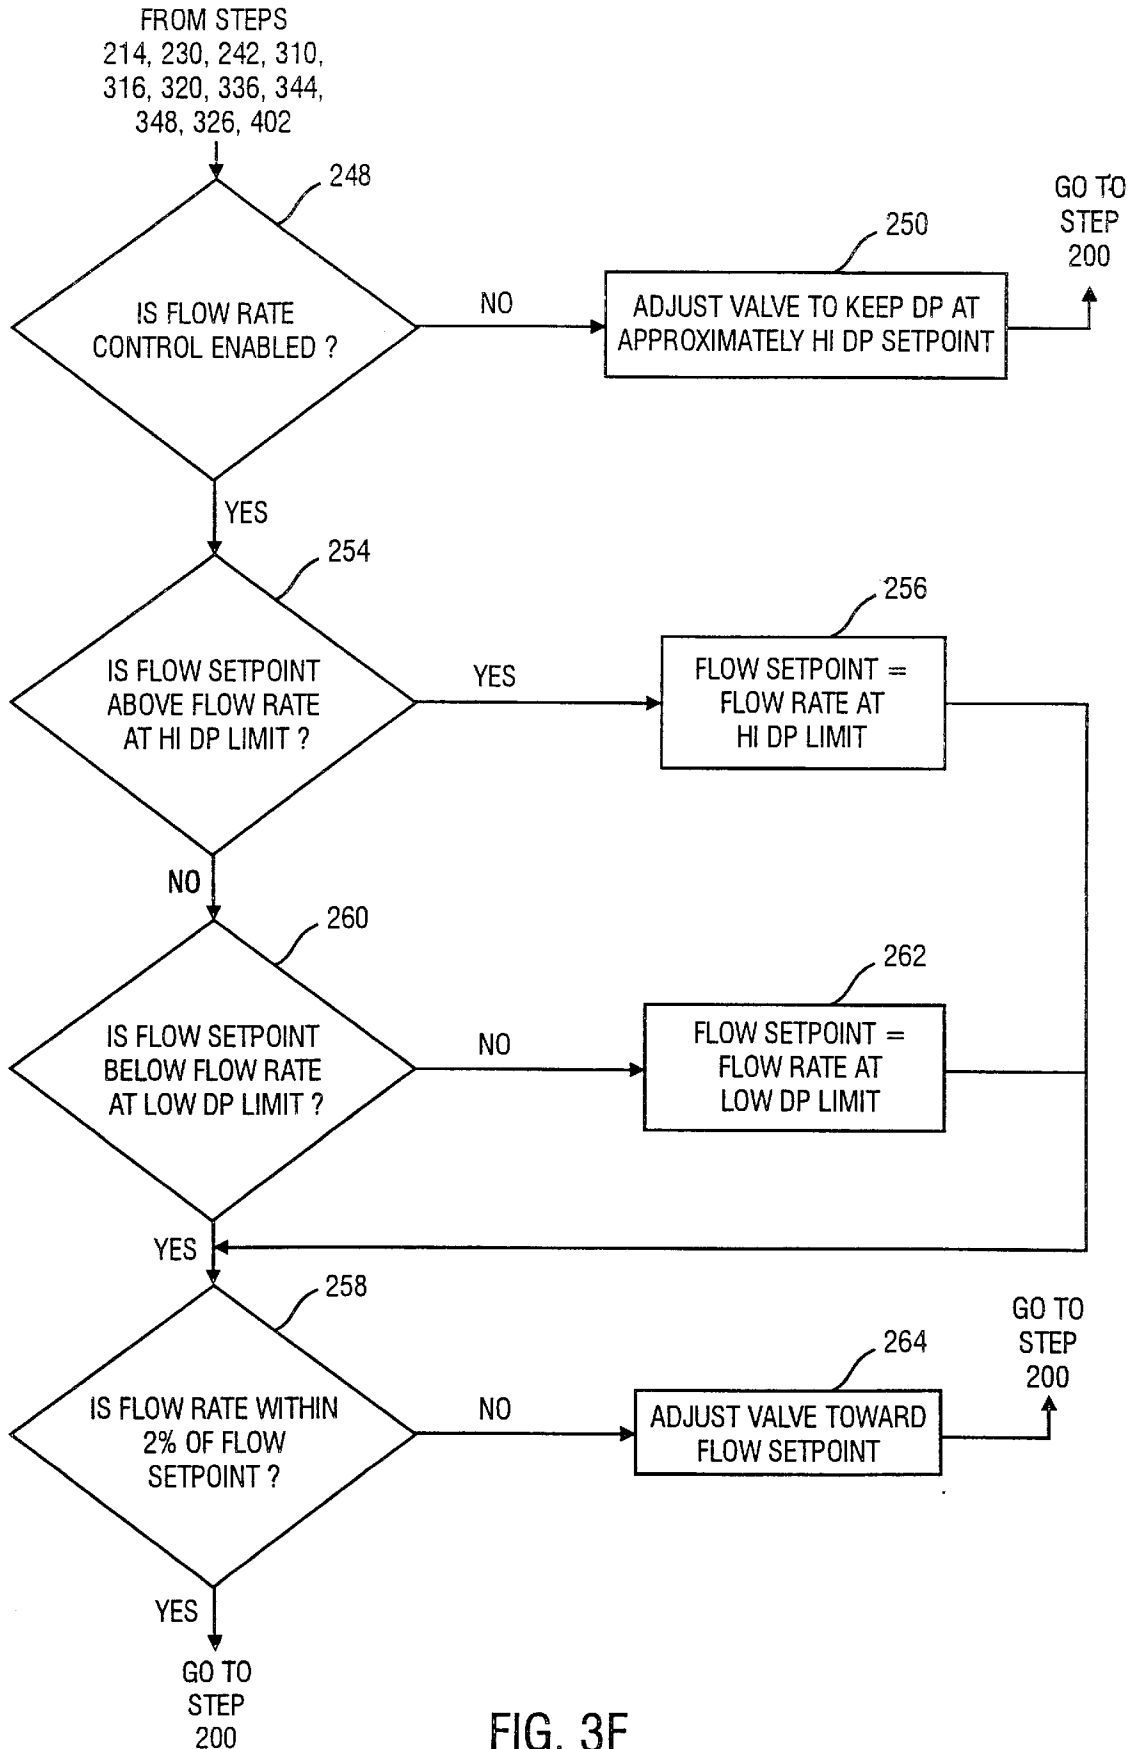 FROM STEPS
214, 230, 242, 310,
316, 320, 336, 344,
348, 326, 402
248
IS FLOW RATE
CONTROL ENABLED ?
NO
250
ADJUST VALVE TO KEEP DP AT
APPROXIMATELY HI DP SETPOINT
GO TO
STEP
200
YES
254
IS FLOW SETPOINT
ABOVE FLOW RATE
AT HI DP LIMIT ?
YES
256
FLOW SETPOINT =
FLOW RATE AT
HI DP LIMIT
NO
260
IS FLOW SETPOINT
BELOW FLOW RATE
AT LOW DP LIMIT ?
NO
262
FLOW SETPOINT =
FLOW RATE AT
LOW DP LIMIT
YES
258
IS FLOW RATE WITHIN
2% OF FLOW
SETPOINT ?
NO
264
ADJUST VALVE TOWARD
FLOW SETPOINT
GO TO
STEP
200
YES
GO TO
STEP
200
FIG. 3F